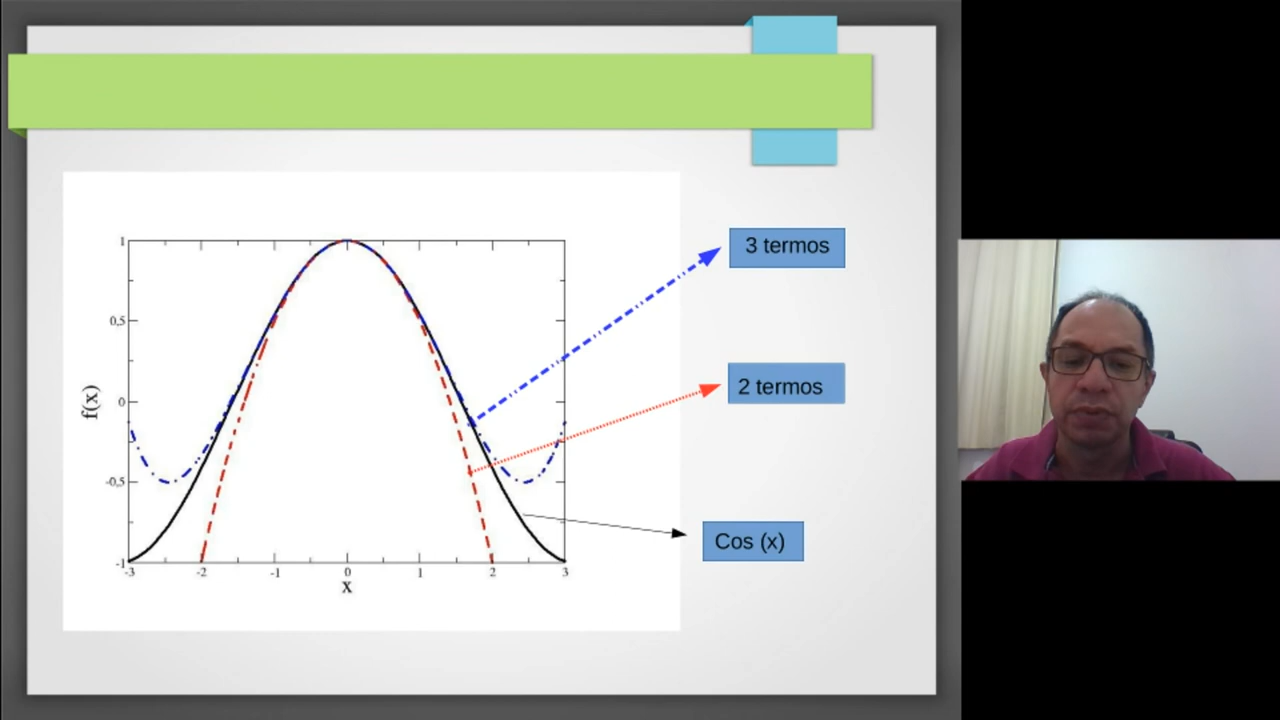 3 termos
2 termos
Cos (x)
f(x)
1
0,5
0
-0,5
-1
-3 -2 -1 0 1 2 3
x